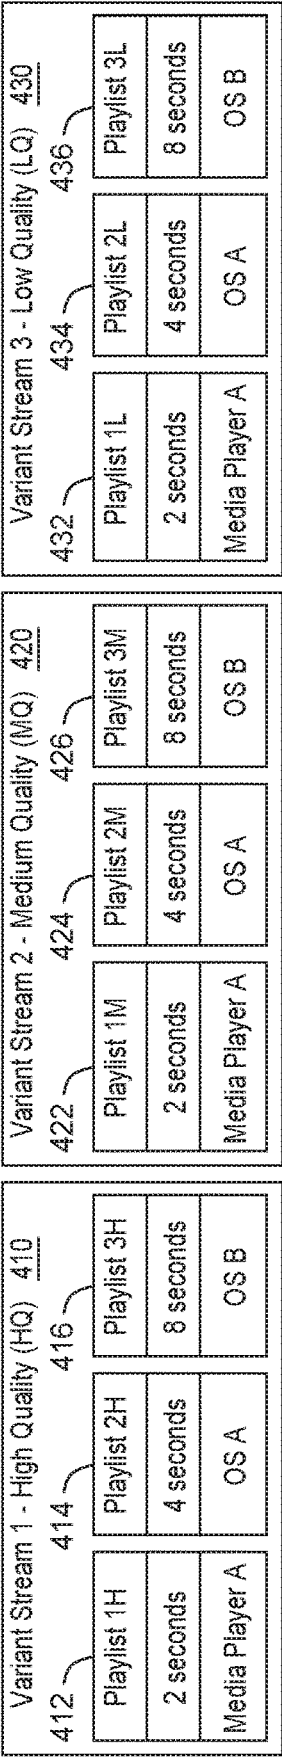 Variant Stream 1 - High Quality (HQ) 410
412 414 416
Playlist 1H Playlist 2H Playlist 3H
2 seconds 4 seconds 8 seconds
Media Player A OS A OS B
Variant Stream 2 - Medium Quality (MQ) 420
422 424 426
Playlist 1M Playlist 2M Playlist 3M
2 seconds 4 seconds 8 seconds
Media Player A OS A OS B
Variant Stream 3 - Low Quality (LQ) 430
432 434 436
Playlist 1L Playlist 2L Playlist 3L
2 seconds 4 seconds 8 seconds
Media Player A OS A OS B